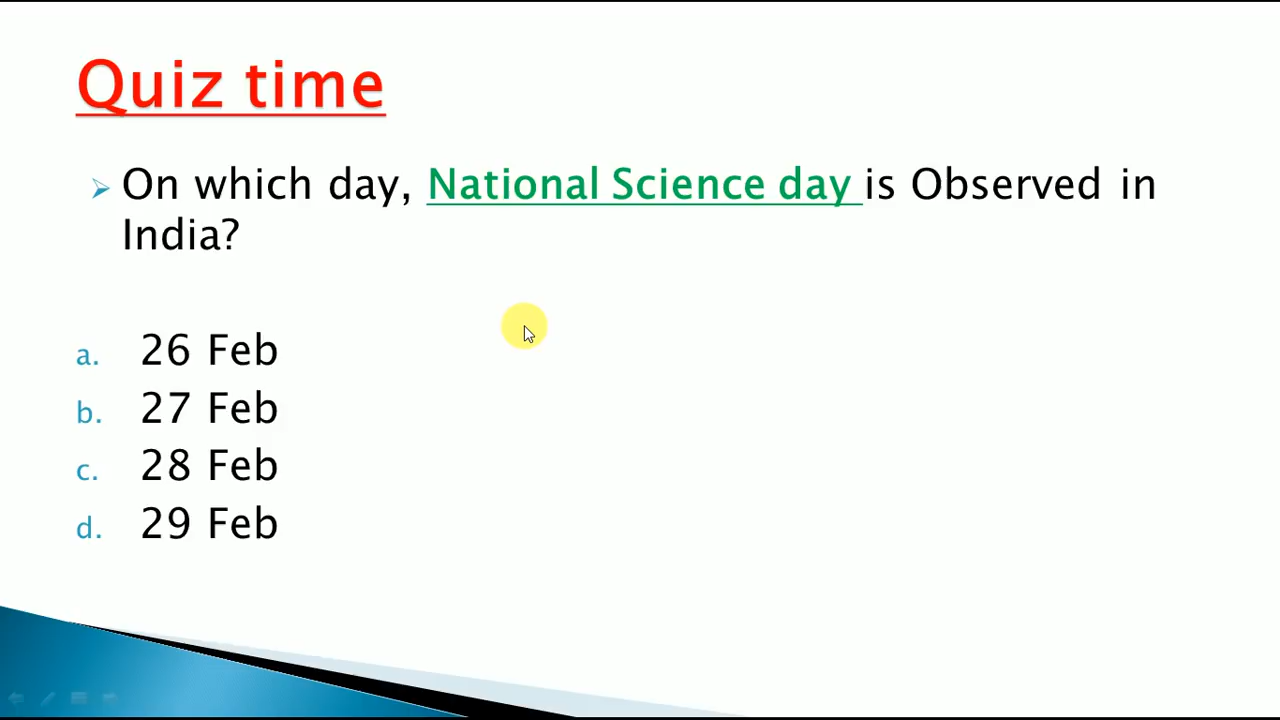 Quiz time
On which day, National Science day is Observed in
India?
a. 26 Feb
b. 27 Feb
c. 28 Feb
d. 29 Feb